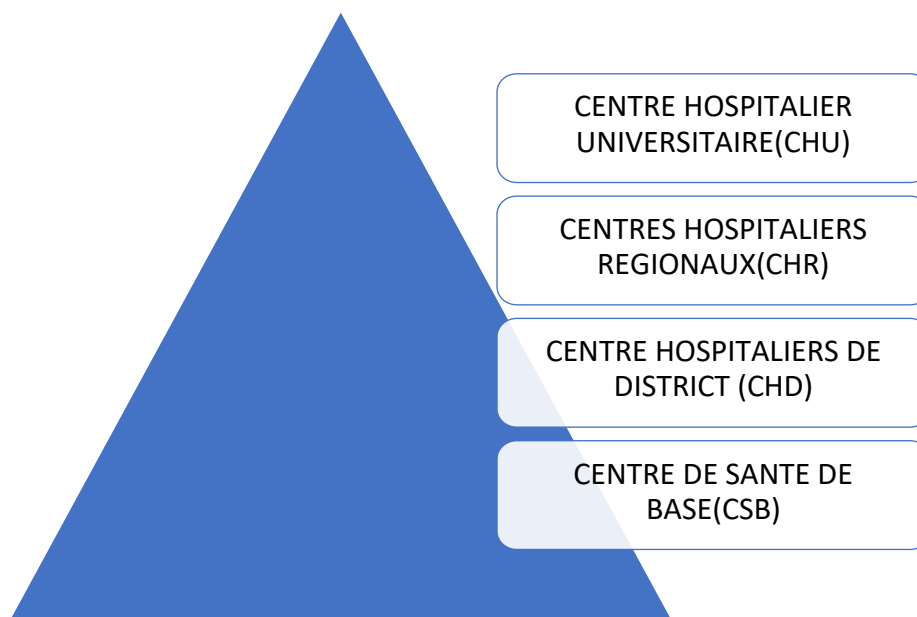 CENTRE HOSPITALIER
UNIVERSITAIRE(CHU)
CENTRES HOSPITALIERS
REGIONAUX(CHR)
CENTRE HOSPITALIERS DE
DISTRICT (CHD)
CENTRE DE SANTE DE
BASE(CSB)